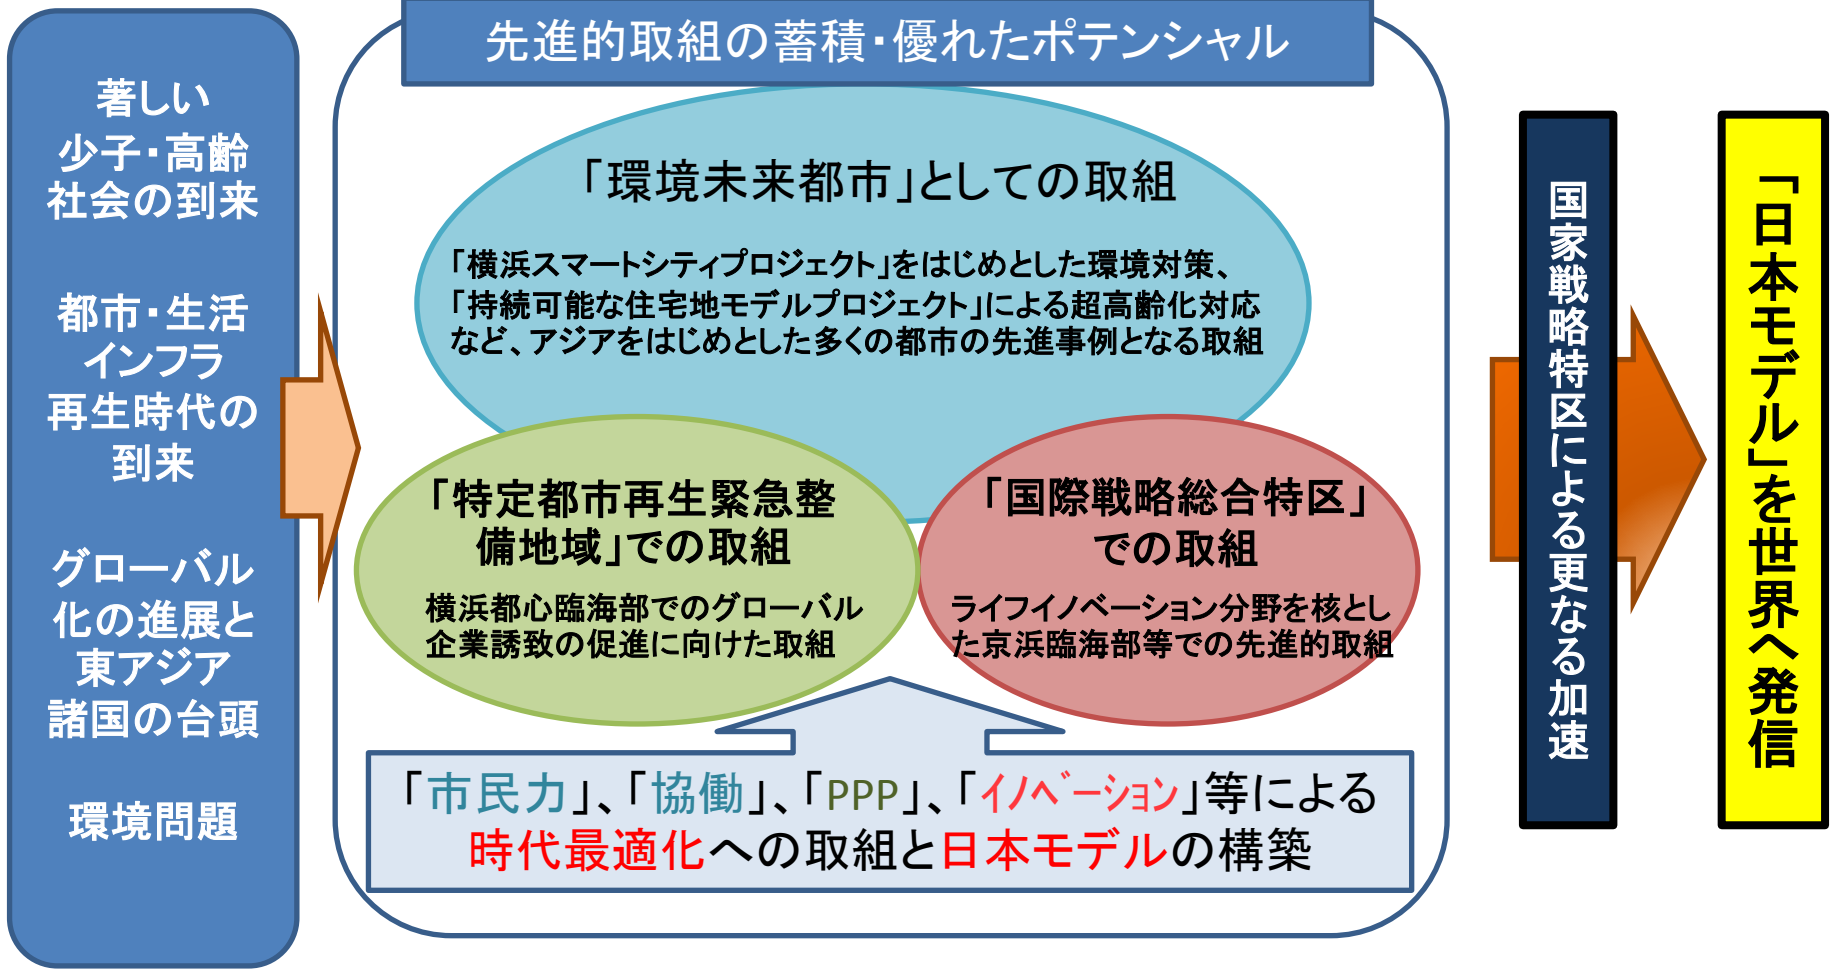 著しい
少子・高齢
社会の到来
都市・生活
インフラ
再生時代の
到来
グローバル
化の進展と
東アジア
諸国の台頭
環境問題
先進的取組の蓄積・優れたポテンシャル
「環境未来都市」としての取組
「横浜スマートシティプロジェクト」をはじめとした環境対策、
「持続可能な住宅地モデルプロジェクト」による超高齢化対応
など、アジアをはじめとした多くの都市の先進事例となる取組
「特定都市再生緊急整
備地域」での取組
横浜都心臨海部でのグローバル
企業誘致の促進に向けた取組
「国際戦略総合特区」
での取組
ライフイノベーション分野を核とし
た京浜臨海部等での先進的取組
「市民力」、「協働」、「PPP」、「ｲﾉﾍﾞｰｼｮﾝ」等による
時代最適化への取組と日本モデルの構築
国家戦略特区による更なる加速
「日本モデル」を世界へ発信